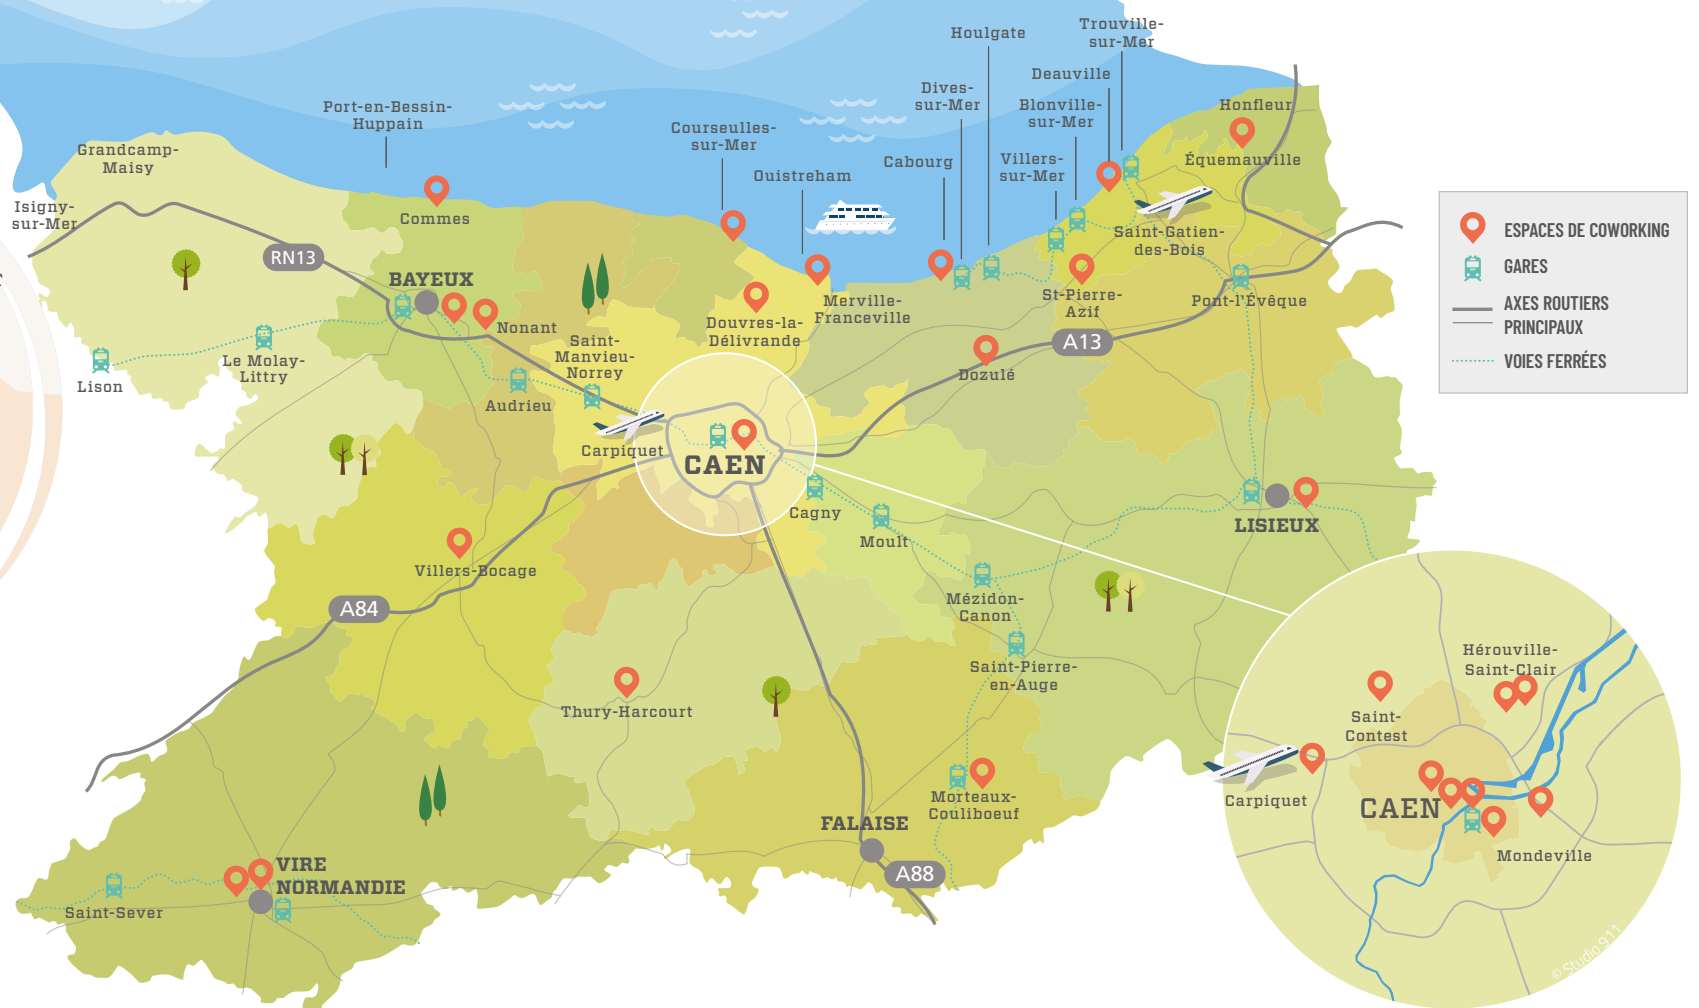 Trouville-
sur-Mer
Houlgate
Deauville
Dives-
sur-Mer
Blonville-
sur-Mer
Honfleur
Port-en-Bessin-
Huppain
Courseulles-
sur-Mer
Grandcamp-
Maisy
Cabourg
Villers-
sur-Mer
Équemauville
Ouistreham
Isigny-
sur-Mer
Commes
Saint-Gatien-
des-Bois
RN13
BAYEUX
Nonant
Merville-
Franceville
St-Pierre-
Azif
Pont-l'Évêque
Douvres-la-
Délivrande
Saint-
Manvieu-
Norrey
A13
Le Molay-
Littry
Lison
Dozulé
Audrieu
Carpiquet
CAEN
Cagny
Moult
LISIEUX
Villers-Bocage
A84
Mézidon-
Canon
Saint-Pierre-
en-Auge
Thury-Harcourt
Morteaux-
Couliboeuf
FALAISE
A88
VIRE
NORMANDIE
Saint-Sever
ESPACES DE COWORKING
GARES
AXES ROUTIERS
PRINCIPAUX
VOIES FERRÉES
Hérouville-
Saint-Clair
Saint-
Contest
Carpiquet
CAEN
Mondeville
© Studio 911